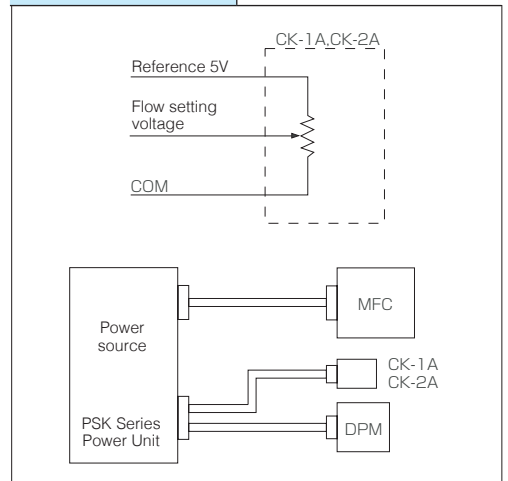 CK-1A,CK-2A
Reference 5V
Flow setting
voltage
COM
Power
source
MFC
CK-1A
CK-2A
PSK Series
Power Unit
DPM